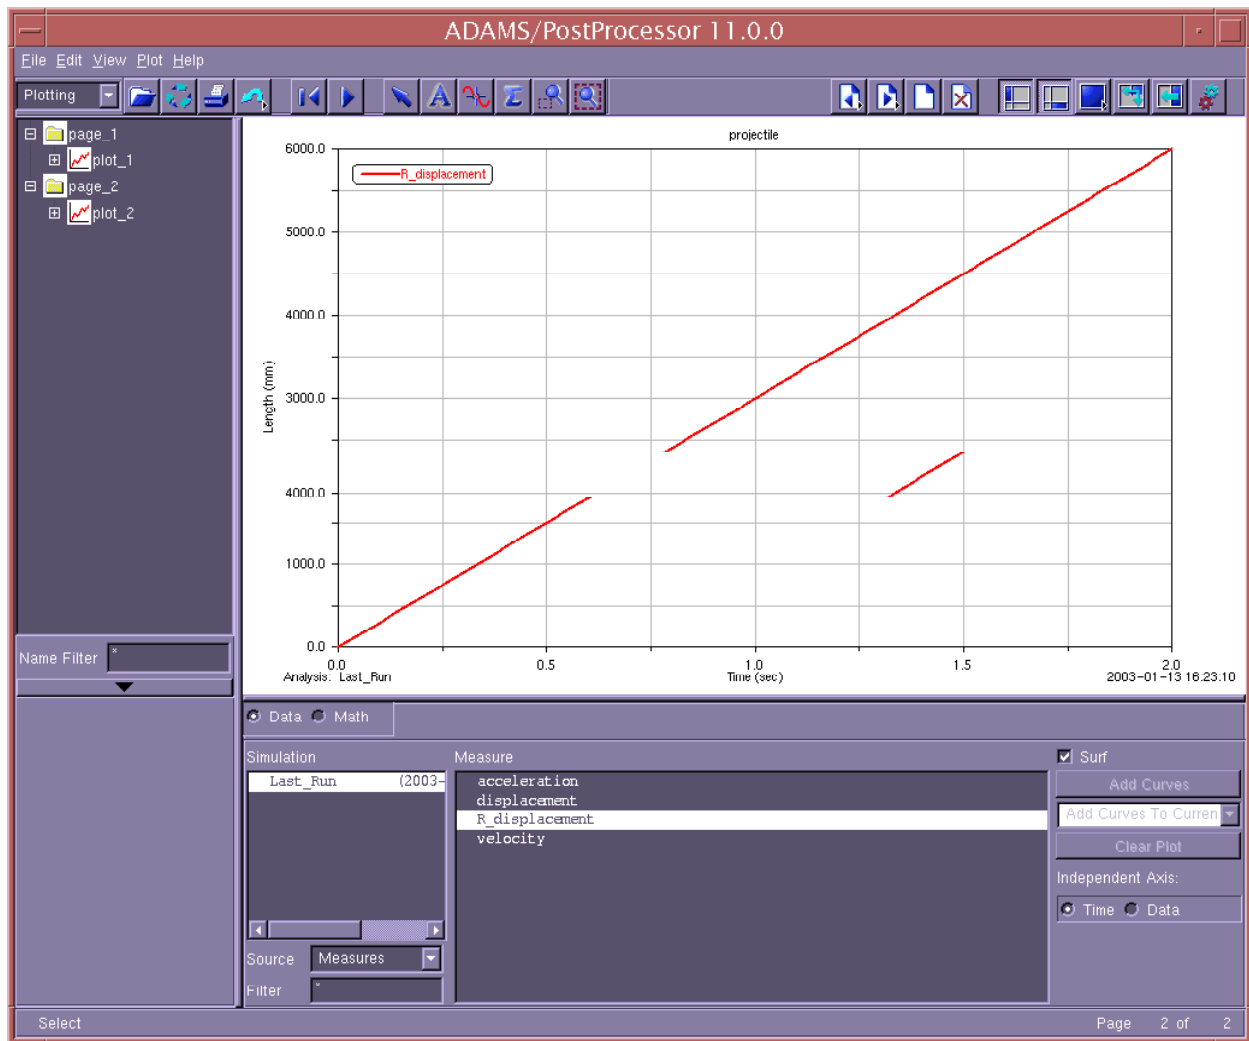 ADAMS/PostProcessor 11.0.0
File Edit View Plot Help
Plotting
page_1
plot_1
page_2
plot_2
projectile
R_displacement
6000.0
5000.0
4000.0
3000.0
4000.0
1000.0
0.0
Length (mm)
0.0 0.5 1.0 1.5 2.0
Analysis: Last_Run Time (sec) 2003-01-13 16:23:10
Name Filter *
Data Math
Simulation Measure Surf
Last_Run (2003-
acceleration
displacement
R_displacement
velocity
Add Curves
Add Curves To Curren
Clear Plot
Independent Axis:
Time Data
Source Measures
Filter *
Select Page 2 of 2